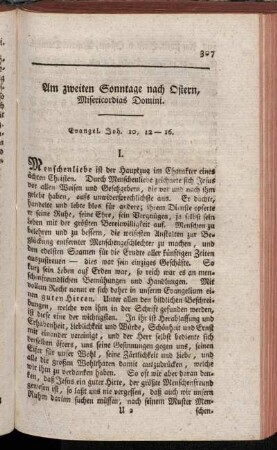 307
Am zweiten Sonntage nach Ostern,
Misericordias Domini.
Evangel. Joh. 10, 12—16.
I.
Menschenliebe ist der Hauptzug im Charakter eines
ächten Christen. Durch Menschenliebe zeichnete sich Jesus
vor allen Weisen und Gesetzgebern, die vor und nach ihm
gelebt haben, aufs unwidersprechlichste aus. Er dachte,
handelte und lebte blos für andere; ihrem Dienste opferte
er seine Ruhe, seine Ehre, sein Vergnügen, ja selbst sein
leben mit der größten Bereitwilligkeit auf. Menschen zu
belehren und zu bessern, die weisesten Anstalten zur Be-
glückung entfernter Menschengeschlechter zu machen, und
den edelsten Saamen für die Erndte aller künftigen Zeiten
auszustreuen — dies war sein einziges Geschäfte. So
kurz sein Leben auf Erden war, so reich war es an men-
schenfreundlichen Bemühungen und Handlungen. Mit
vollem Recht nennt er sich daher in unserm Evangelium ei-
nen guten Hirten. Unter allen den bildlichen Beschrei-
bungen, welche von ihm in der Schrift gefunden werden,
ist diese eine der wichtigsten. In ihr ist Herablassung und
Erhabenheit, Lieblichkeit und Würde, Schönheit und Ernst
mit einander vereinigt, und der Herr selbst bediente sich
derselben öfters, uns seine Gesinnungen gegen uns, seinen
Eifer für unser Wohl, seine Zärtlichkeit und Liebe, und
alle die großen Wohlthaten damit auszudrücken, welche
wir ihm zu verdanken haben. So oft wir aber daran den-
ken, daß Jesus ein guter Hirte, der größte Menschenfreund
gewesen ist, so laßt uns nie vergessen, daß auch wir unsern
Ruhm darinn suchen müssen, nach seinem Muster Men-
U 2 schen-